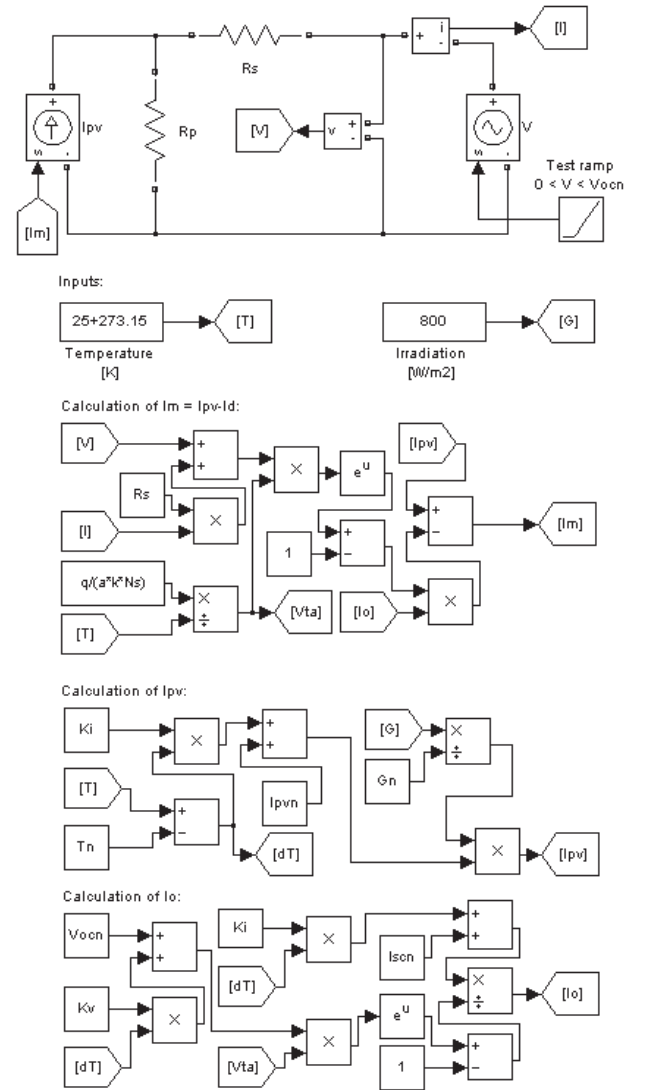 [I]
Rs
Ipv
Rp
[V]
V
+
-
+
-
i
v
+
-
+
s
-
+
s
-
Test ramp
0 < V < Vocn
[Im]
Inputs:
25+273.15
[T]
800
[G]
Temperature
[K]
Irradiation
[W/m2]
Calculation of Im = Ipv-Id:
[V]
+
+
×
e^u
[Ipv]
Rs
×
[I]
+
-
[Im]
1
+
-
q/(a*k*Ns)
×
÷
[Vta]
[Io]
×
[T]
Calculation of Ipv:
Ki
×
+
+
[G]
×
÷
Gn
[T]
+
-
Ipvn
Tn
[dT]
×
[Ipv]
Calculation of Io:
Vocn
+
+
Ki
×
+
+
Iscn
[dT]
Kv
×
×
÷
[Io]
e^u
[dT]
[Vta]
×
1
+
-